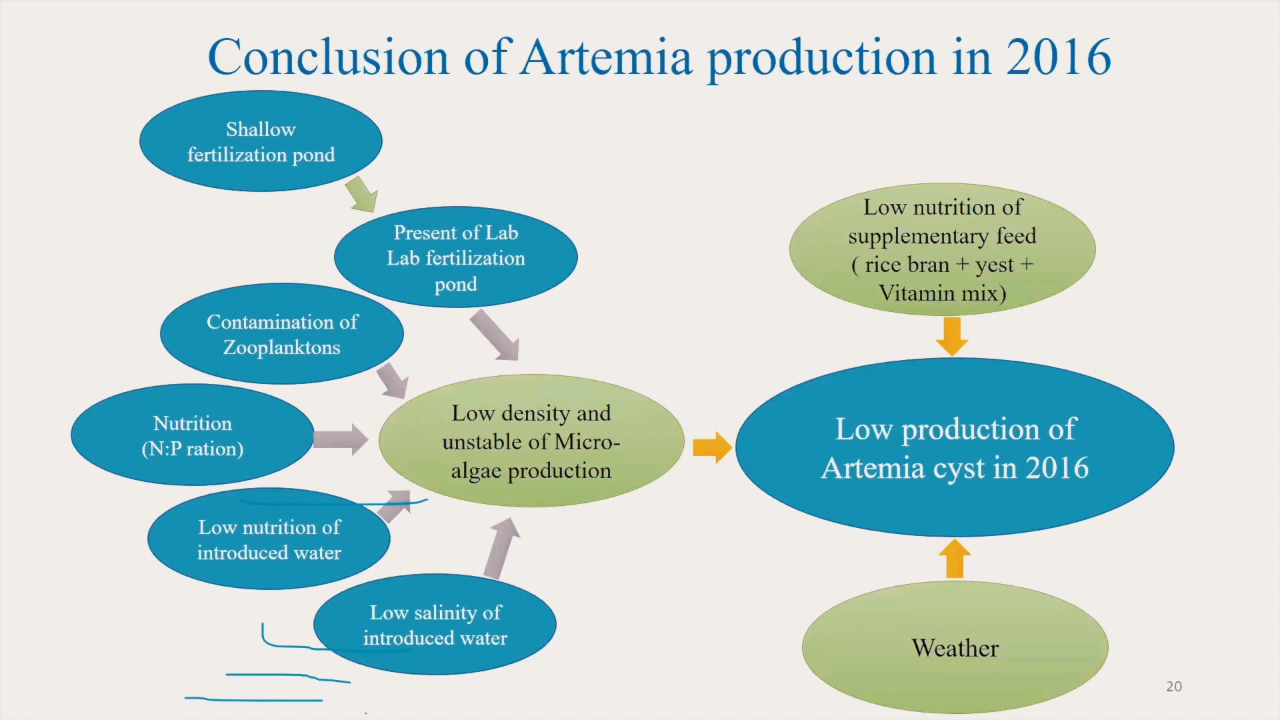 Conclusion of Artemia production in 2016
Shallow
fertilization pond
Present of Lab
Lab fertilization
pond
Contamination of
Zooplanktons
Nutrition
(N:P ration)
Low nutrition of
introduced water
Low salinity of
introduced water
Low density and
unstable of Micro-
algae production
Low nutrition of
supplementary feed
( rice bran + yest +
Vitamin mix)
Low production of
Artemia cyst in 2016
Weather
20